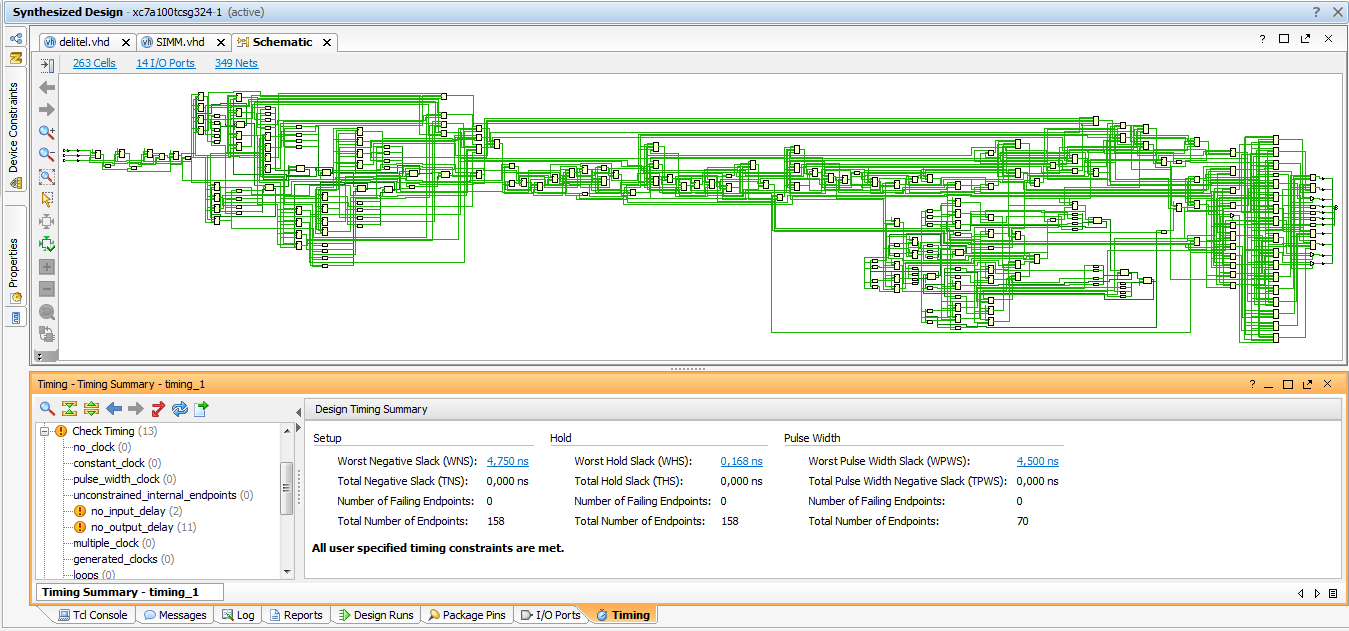 Synthesized Design - xc7a100tcsg324-1 (active)
delitel.vhd
SIMM.vhd
Schematic
263 Cells
14 I/O Ports
349 Nets
Device Constraints
Properties
Timing - Timing Summary - timing_1
Check Timing (13)
no_clock (0)
constant_clock (0)
pulse_width_clock (0)
unconstrained_internal_endpoints (0)
no_input_delay (2)
no_output_delay (11)
multiple_clock (0)
generated_clocks (0)
loops (0)
Design Timing Summary
Setup
Worst Negative Slack (WNS): 4,750 ns
Total Negative Slack (TNS): 0,000 ns
Number of Failing Endpoints: 0
Total Number of Endpoints: 158
Hold
Worst Hold Slack (WHS): 0,168 ns
Total Hold Slack (THS): 0,000 ns
Number of Failing Endpoints: 0
Total Number of Endpoints: 158
Pulse Width
Worst Pulse Width Slack (WPWS): 4,500 ns
Total Pulse Width Negative Slack (TPWS): 0,000 ns
Number of Failing Endpoints: 0
Total Number of Endpoints: 70
All user specified timing constraints are met.
Timing Summary - timing_1
Tcl Console
Messages
Log
Reports
Design Runs
Package Pins
I/O Ports
Timing